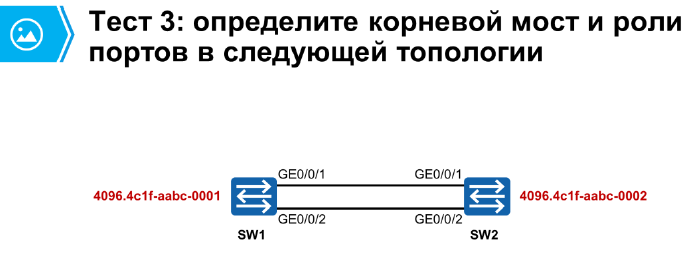 Тест 3: определите корневой мост и роли
портов в следующей топологии
GE0/0/1 GE0/0/1
4096.4c1f-aabc-0001 4096.4c1f-aabc-0002
GE0/0/2 GE0/0/2
SW1 SW2